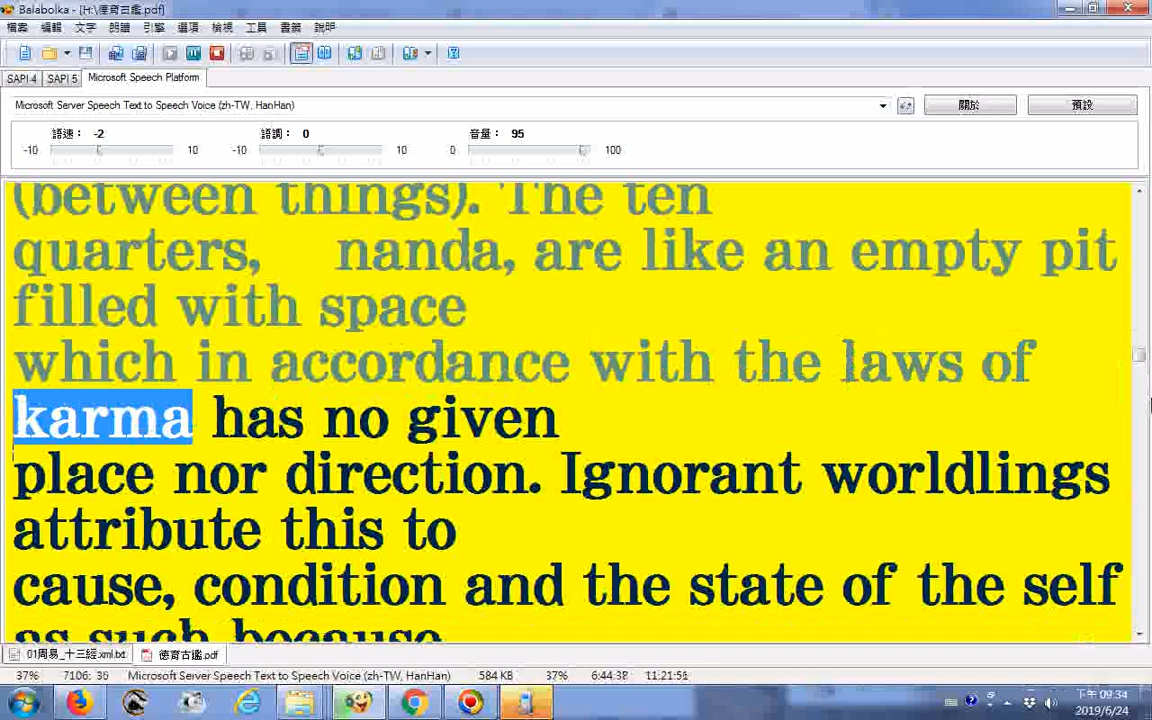 Balabolka - [H:\德育古鑑.pdf]
檔案 編輯 文字 朗讀 引擎 選項 檢視 工具 書籤 說明
SAPI 4 SAPI 5 Microsoft Speech Platform
Microsoft Server Speech Text to Speech Voice (zh-TW, HanHan) 關於 預設
語速： -2 語調： 0 音量： 95
-10 10 -10 10 0 100
(between things). The ten
quarters, nanda, are like an empty pit
filled with space
which in accordance with the laws of
karma has no given
place nor direction. Ignorant worldlings
attribute this to
cause, condition and the state of the self
as such because
01周易_十三經.xml.txt 德育古鑑.pdf
37% 7106: 36 Microsoft Server Speech Text to Speech Voice (zh-TW, HanHan) 584 KB 37% 6:44:38 11:21:51
下午 09:34
2019/6/24